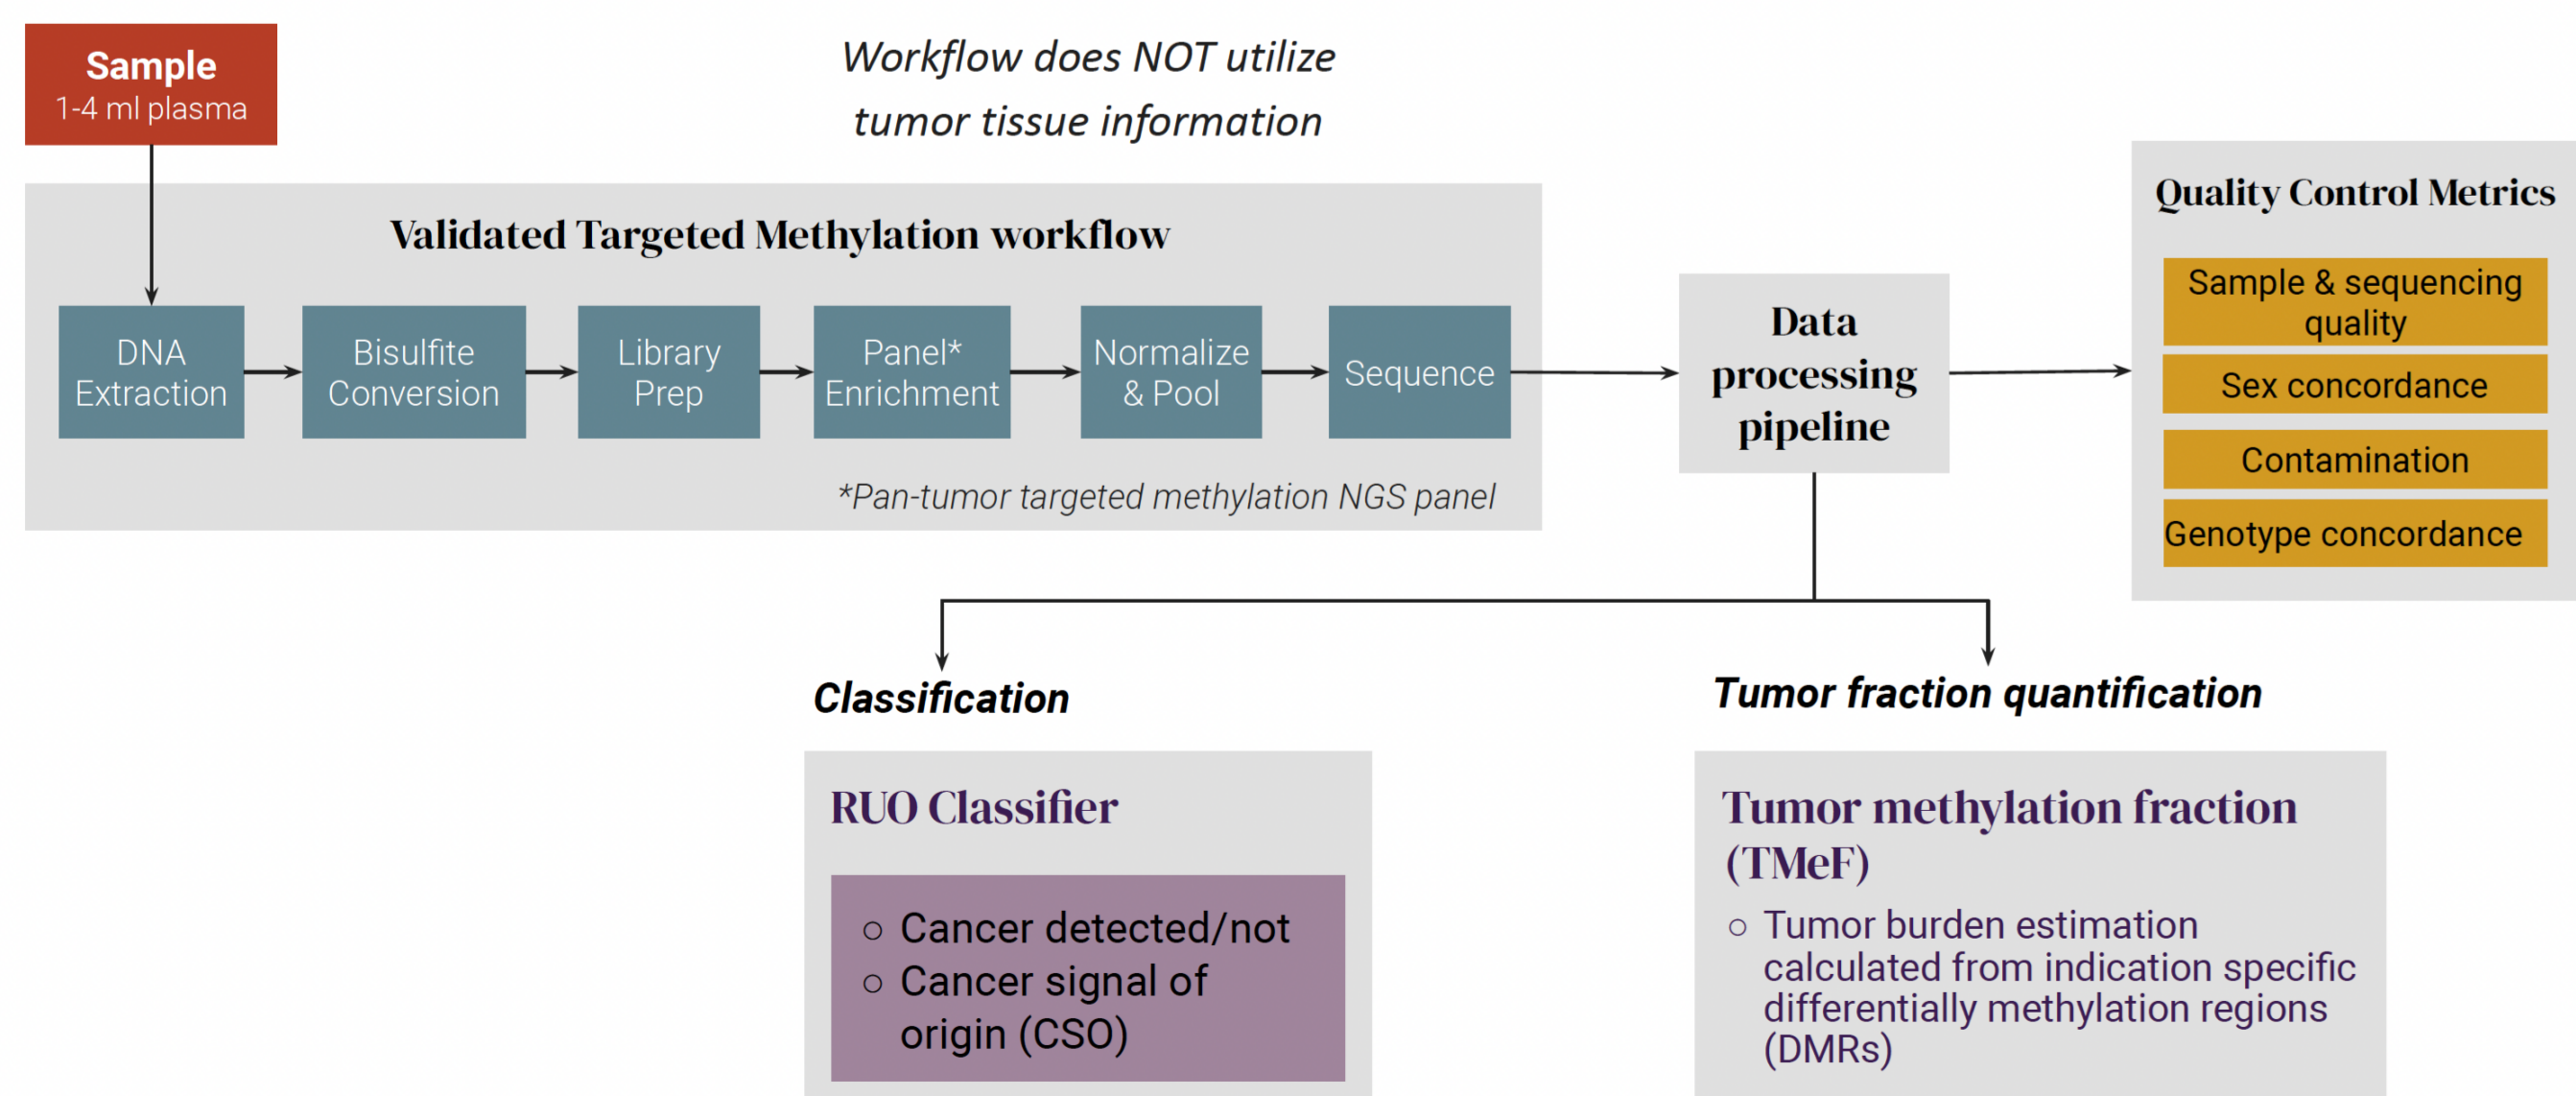 Sample
1-4 ml plasma
Workflow does NOT utilize
tumor tissue information
Validated Targeted Methylation workflow
DNA
Extraction
Bisulfite
Conversion
Library
Prep
Panel*
Enrichment
Normalize
& Pool
Sequence
*Pan-tumor targeted methylation NGS panel
Data
processing
pipeline
Quality Control Metrics
Sample & sequencing
quality
Sex concordance
Contamination
Genotype concordance
Classification
RUO Classifier
○ Cancer detected/not
○ Cancer signal of
origin (CSO)
Tumor fraction quantification
Tumor methylation fraction
(TMeF)
○ Tumor burden estimation
calculated from indication specific
differentially methylation regions
(DMRs)